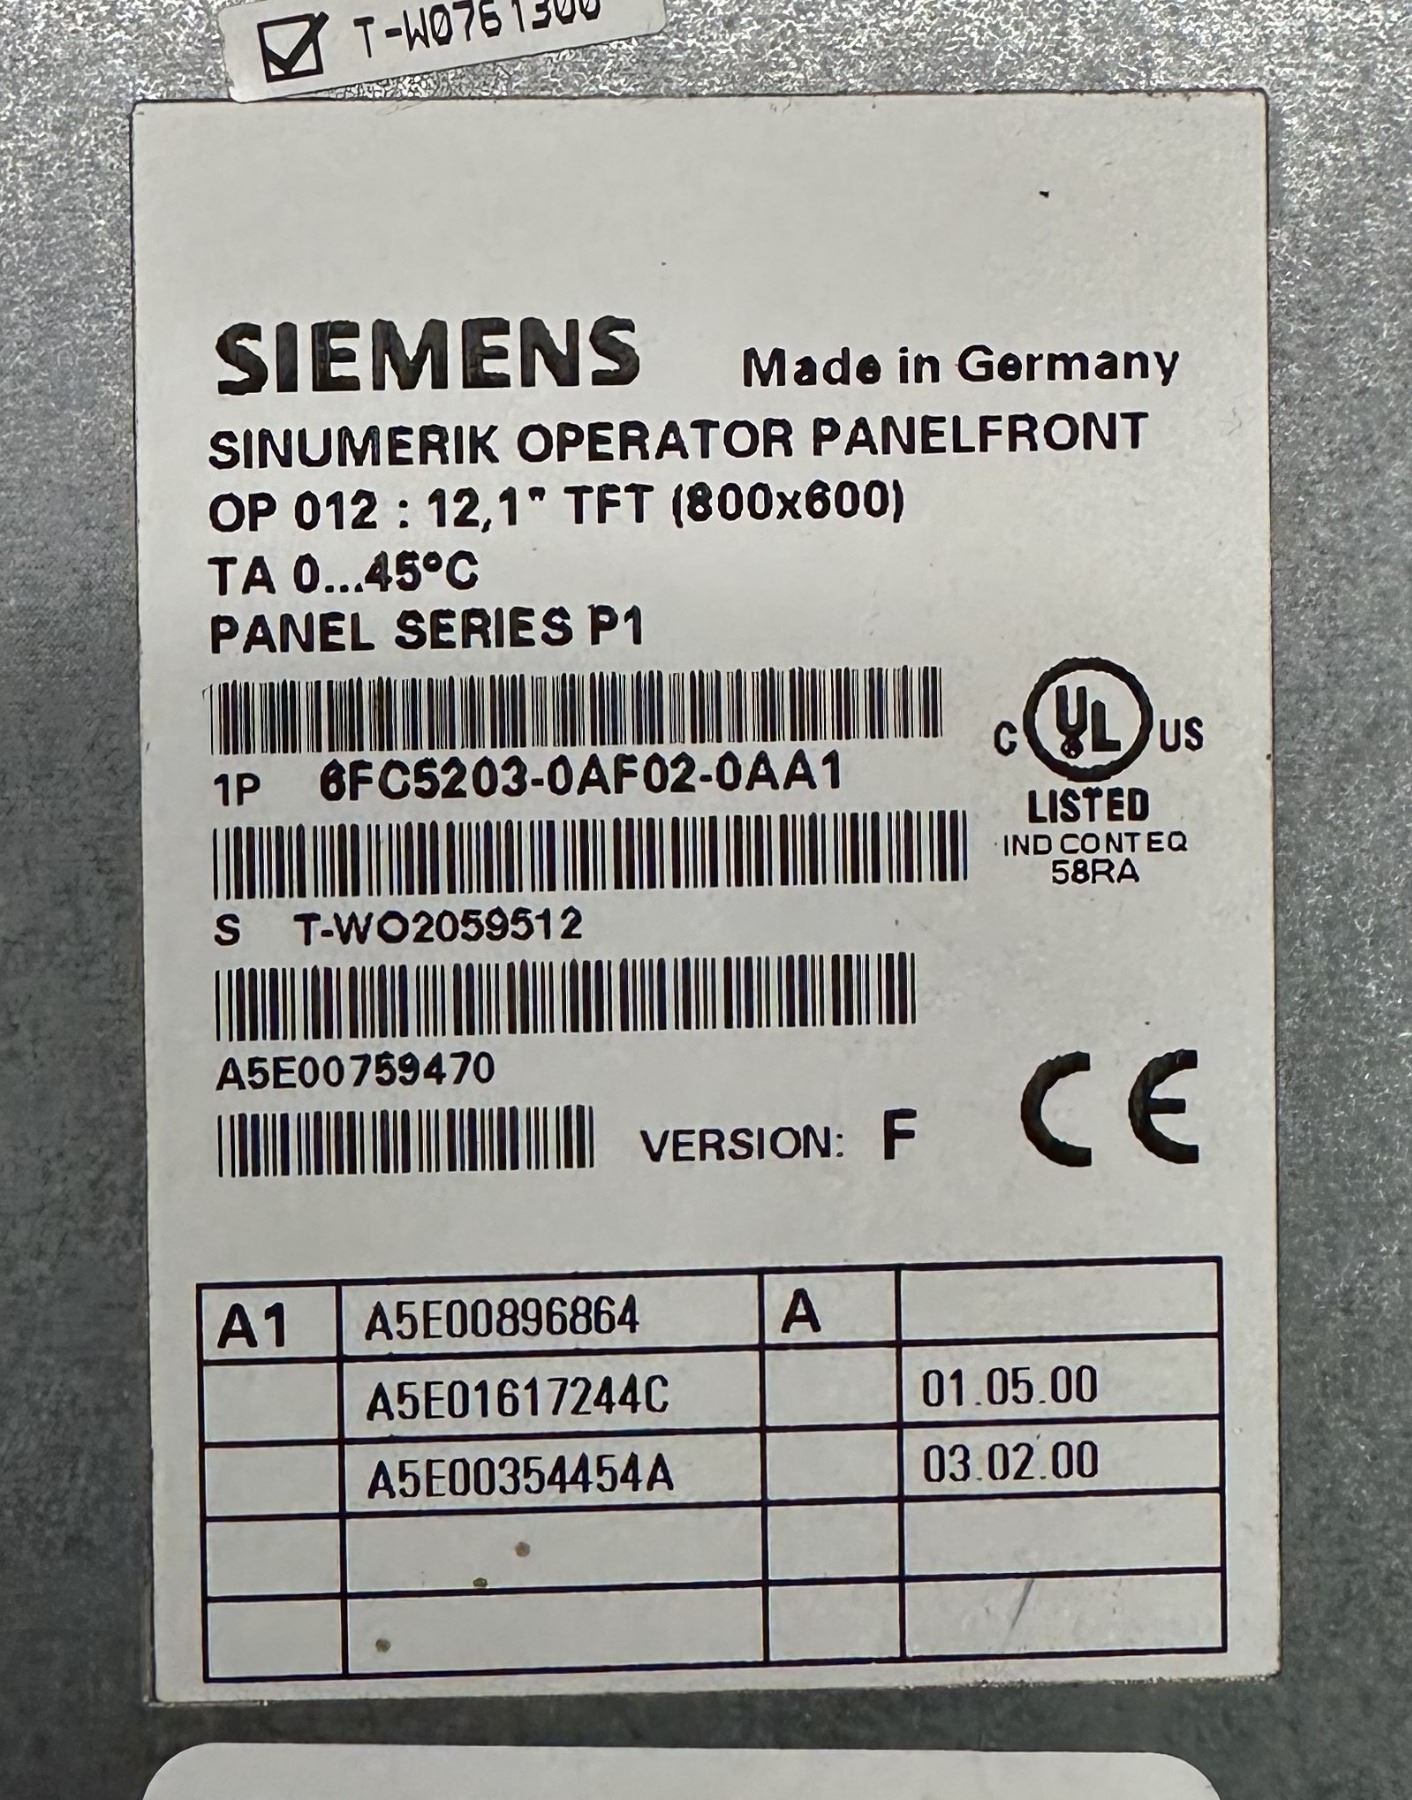 T-W0761300
SIEMENS Made in Germany
SINUMERIK OPERATOR PANELFRONT
OP 012 : 12,1" TFT (800x600)
TA 0...45°C
PANEL SERIES P1
C UL US
1P 6FC5203-0AF02-0AA1
LISTED
IND CONT EQ
58RA
S T-WO2059512
A5E00759470
CE
VERSION: F
A1 A5E00896864 A
A5E01617244C 01.05.00
A5E00354454A 03.02.00